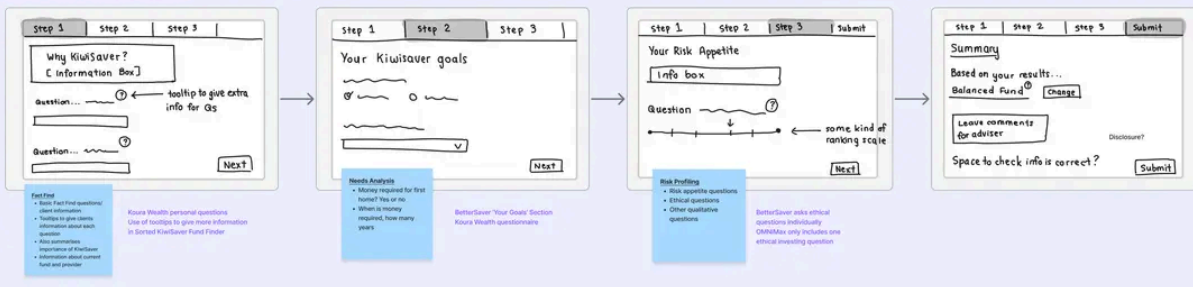 Step 1 Step 2 Step 3
Why KiwiSaver?
[Information Box]
Question...
?
tooltip to give extra
info for Qs
Question...
?
Next
Fact Find
Basic Fact Find questions/
client information
Tooltips to give clients
information about each
question
Also summarises
importance of KiwiSaver
Information about current
fund and provider
Koura Wealth personal questions
Use of tooltips to give more information
in Sorted KiwiSaver Fund Finder
Step 1 Step 2 Step 3
Your Kiwisaver goals
Next
Needs Analysis
Money required for first
home? Yes or no
When is money
required, how many
years
BetterSaver 'Your Goals' Section
Koura Wealth questionnaire
Step 1 Step 2 Step 3 Submit
Your Risk Appetite
Info box
Question
?
some kind of
ranking scale
Next
Risk Profiling
Risk appetite questions
Ethical questions
Other qualitative
questions
BetterSaver asks ethical
questions individually
OMNIMax only includes one
ethical investing question
Step 1 Step 2 Step 3 Submit
Summary
Based on your results...
Balanced Fund ? Change
Leave comments
for adviser
Disclosure?
Space to check info is correct?
Submit